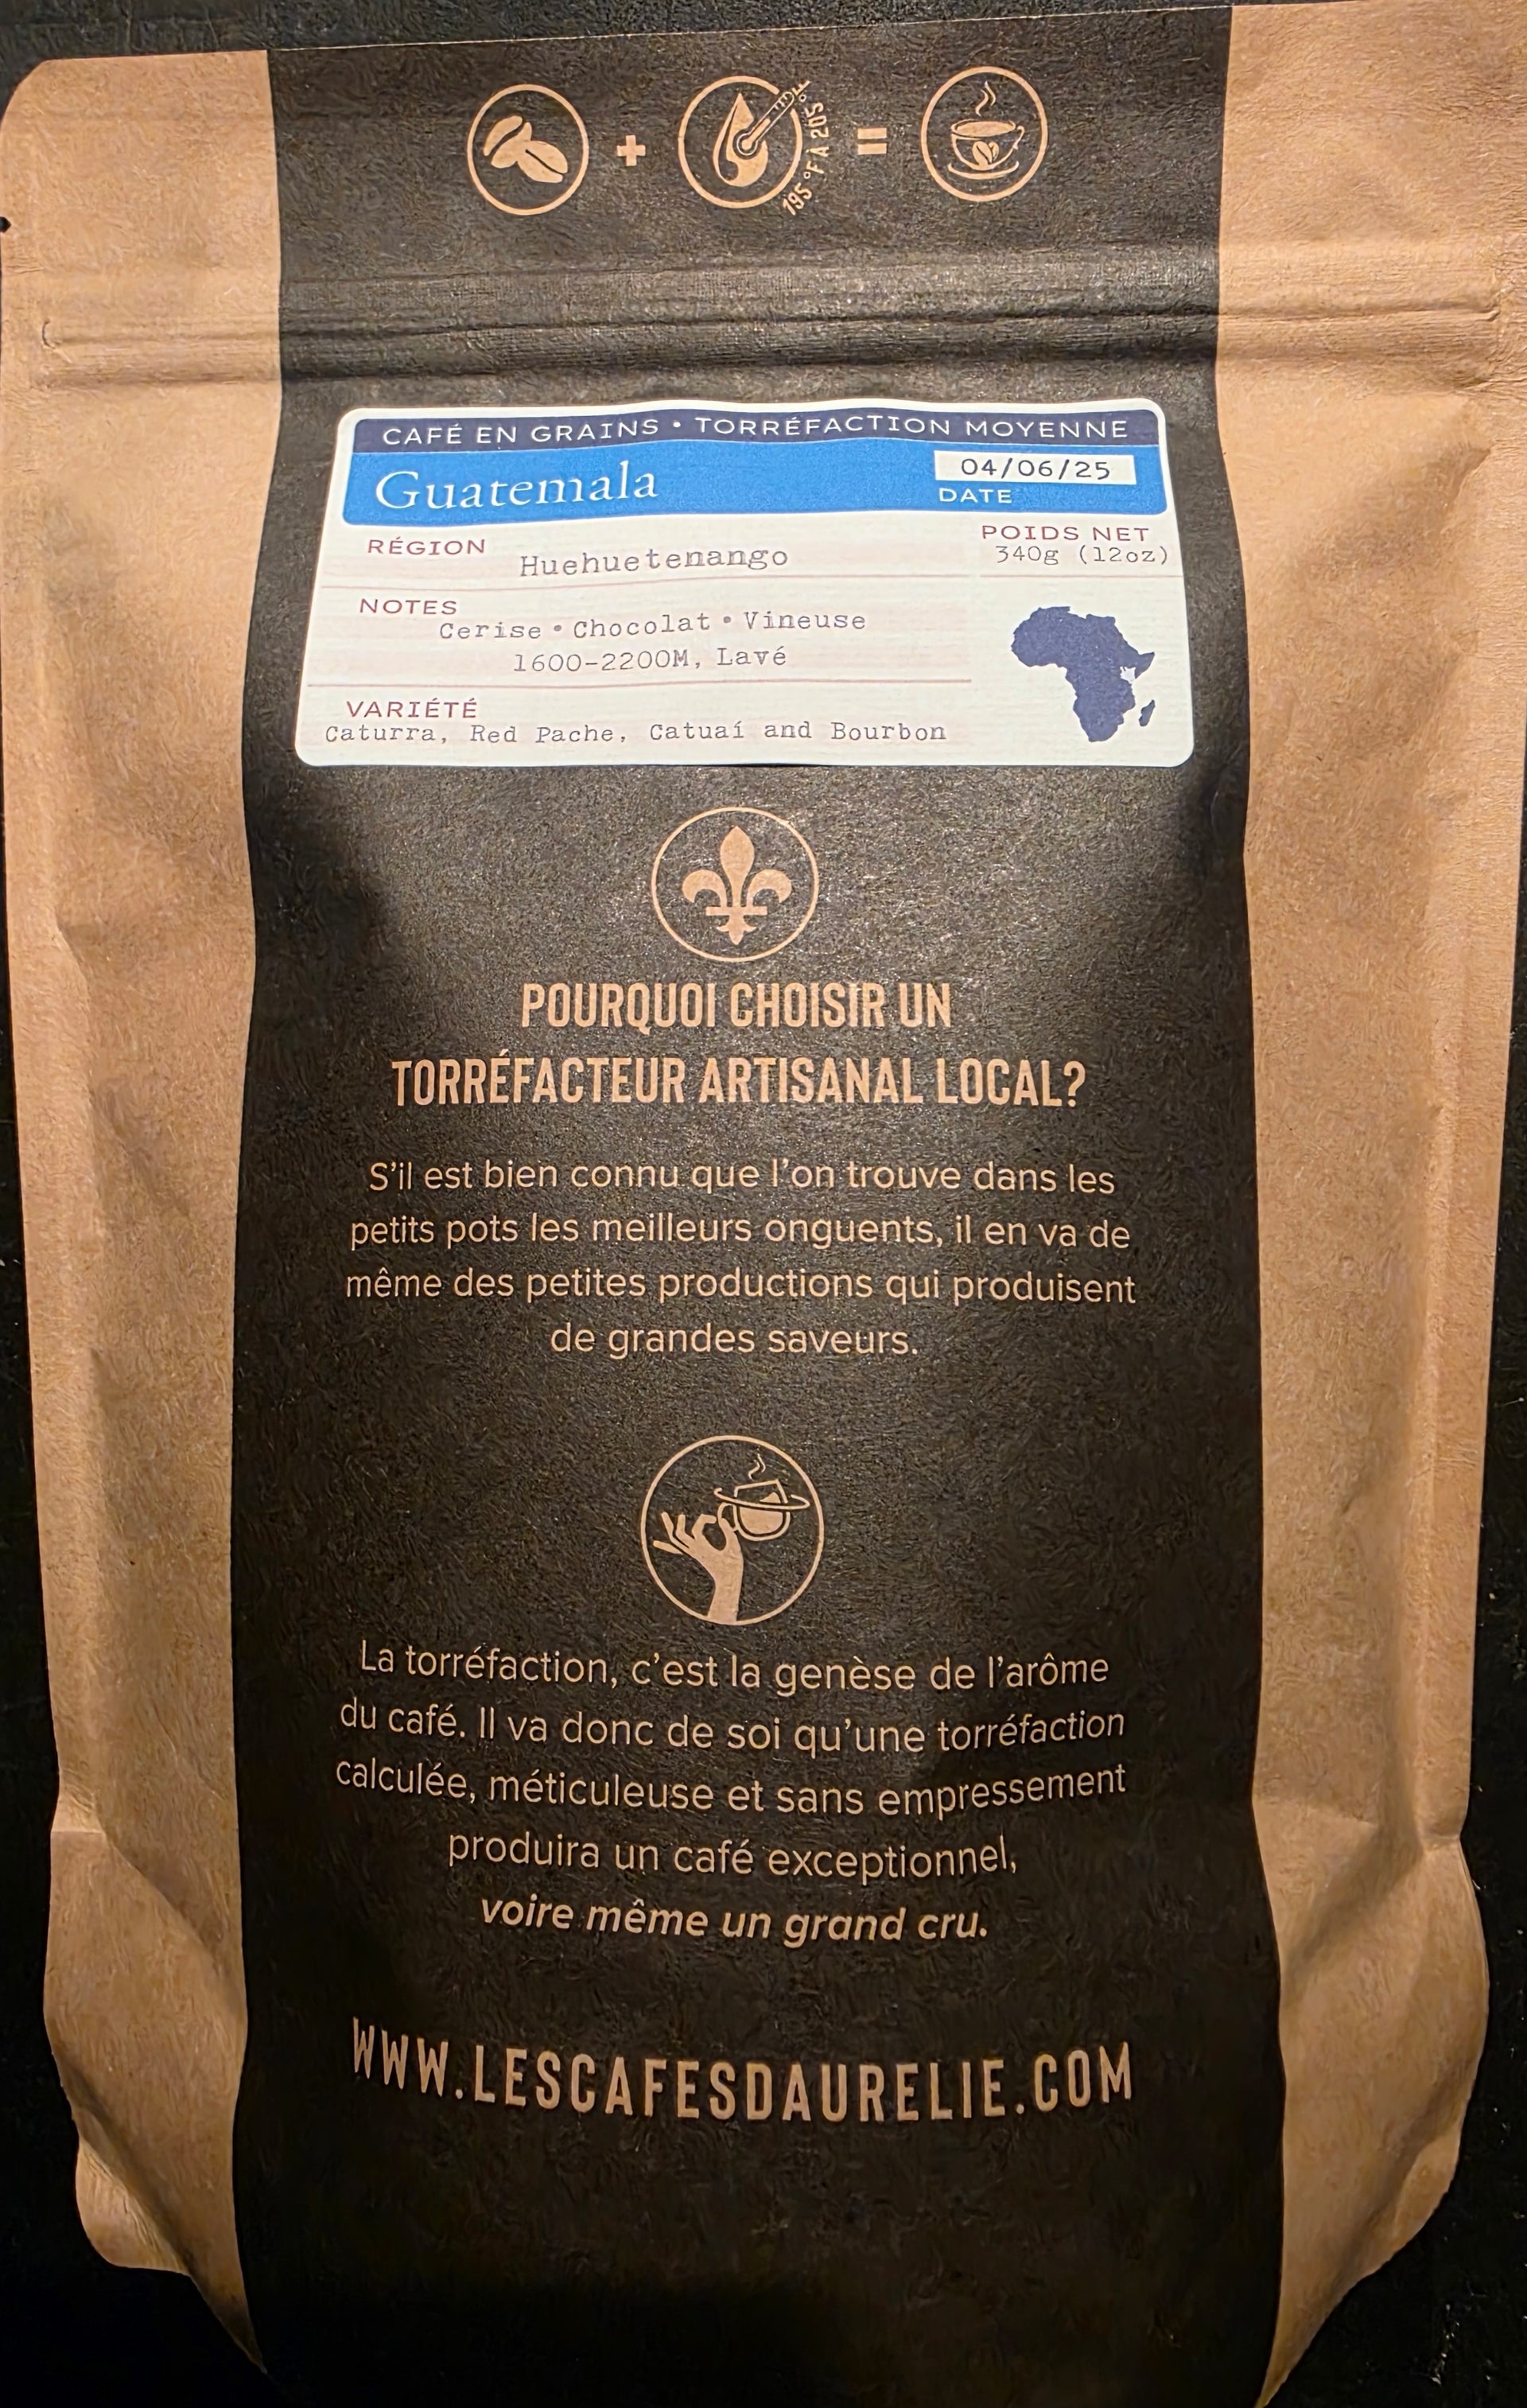 195 °F À 205 °
CAFÉ EN GRAINS • TORRÉFACTION MOYENNE
Guatemala
04/06/25
DATE
RÉGION
Huehuetenango
POIDS NET
340g (12oz)
NOTES
Cerise • Chocolat • Vineuse
1600-2200M, Lavé
VARIÉTÉ
Caturra, Red Pache, Catuaí and Bourbon
POURQUOI CHOISIR UN
TORRÉFACTEUR ARTISANAL LOCAL?
S'il est bien connu que l'on trouve dans les
petits pots les meilleurs onguents, il en va de
même des petites productions qui produisent
de grandes saveurs.
La torréfaction, c'est la genèse de l'arôme
du café. Il va donc de soi qu'une torréfaction
calculée, méticuleuse et sans empressement
produira un café exceptionnel,
voire même un grand cru.
WWW.LESCAFESDAURELIE.COM